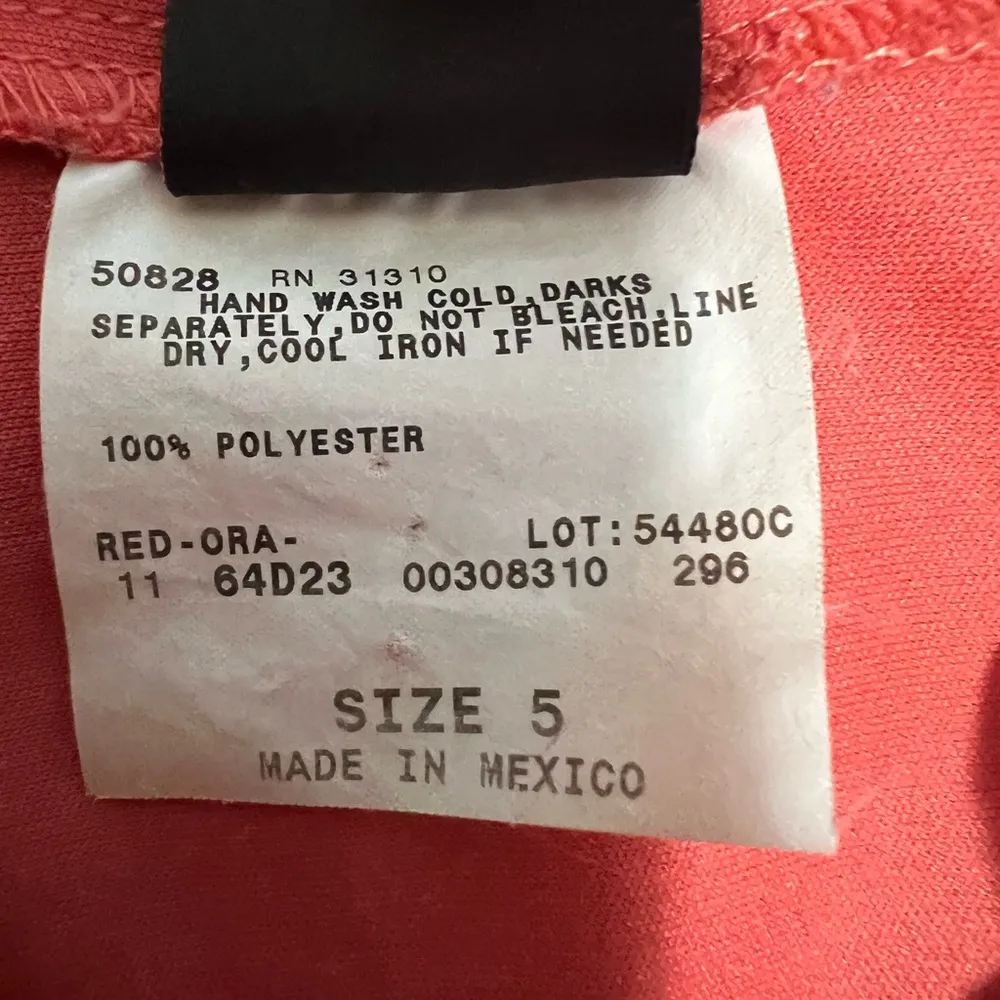 50828 RN 31310
HAND WASH COLD,DARKS
SEPARATELY,DO NOT BLEACH,LINE
DRY,COOL IRON IF NEEDED
100% POLYESTER
RED-ORA- LOT:54480C
11 64D23 00308310 296
SIZE 5
MADE IN MEXICO